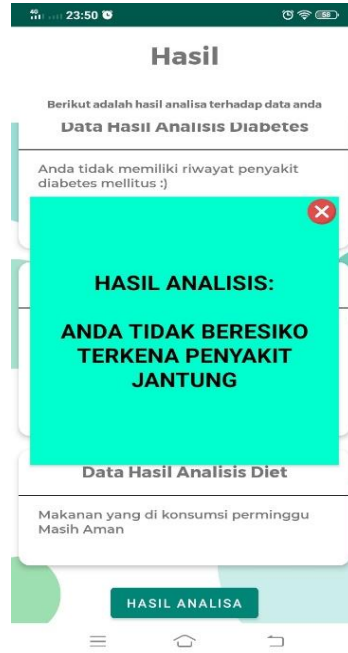 4G 23:50 58
Hasil
Berikut adalah hasil analisa terhadap data anda
Data Hasil Analisis Diabetes
Anda tidak memiliki riwayat penyakit
diabetes mellitus :)
HASIL ANALISIS:
ANDA TIDAK BERESIKO
TERKENA PENYAKIT
JANTUNG
Data Hasil Analisis Diet
Makanan yang di konsumsi perminggu
Masih Aman
HASIL ANALISA